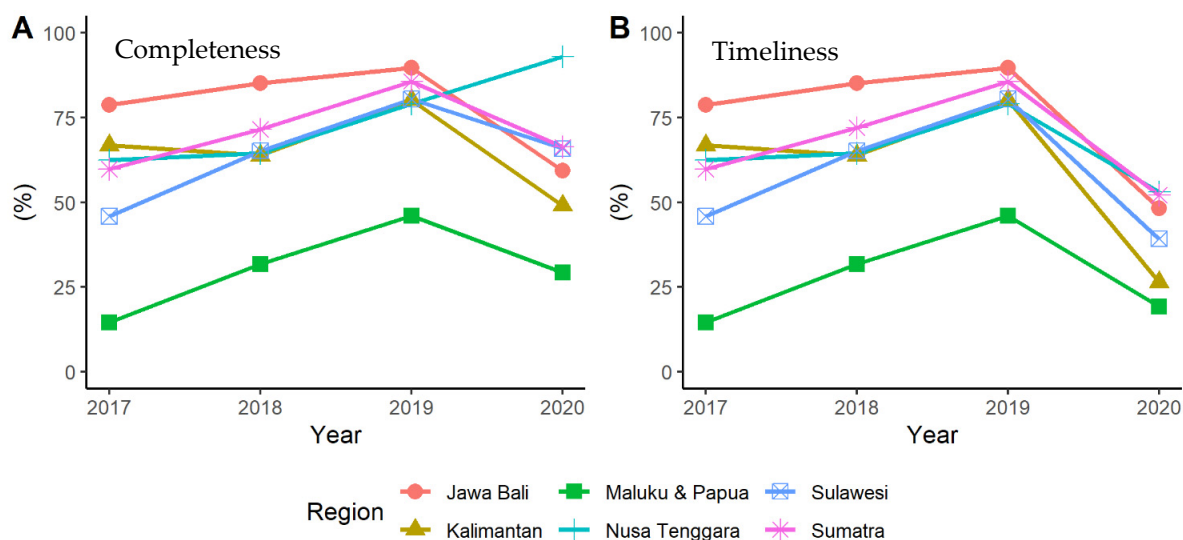 A
Completeness
100
75
50
25
0
(%)
2017 2018 2019 2020
Year
B
Timeliness
100
75
50
25
0
(%)
2017 2018 2019 2020
Year
Region
Jawa Bali Maluku & Papua Sulawesi
Kalimantan Nusa Tenggara Sumatra